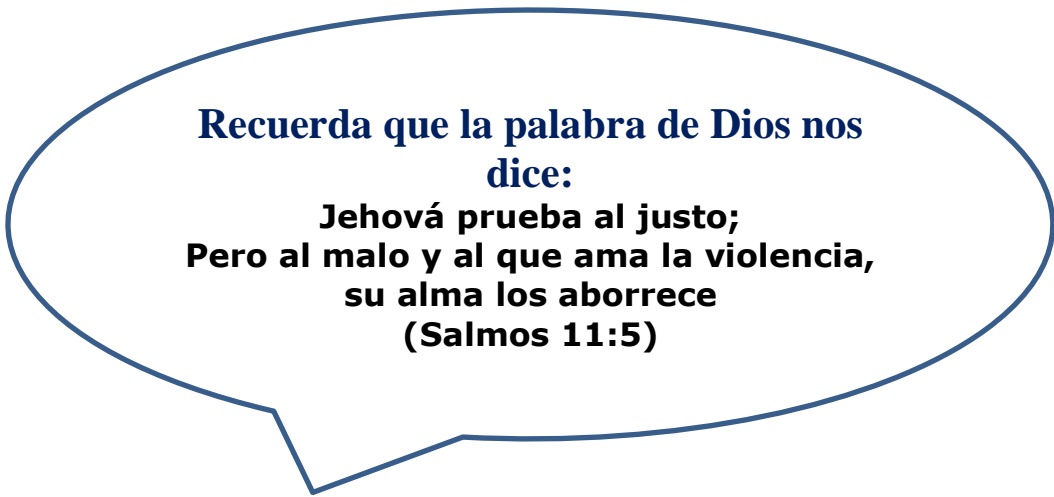 Recuerda que la palabra de Dios nos
dice:
Jehová prueba al justo;
Pero al malo y al que ama la violencia,
su alma los aborrece
(Salmos 11:5)